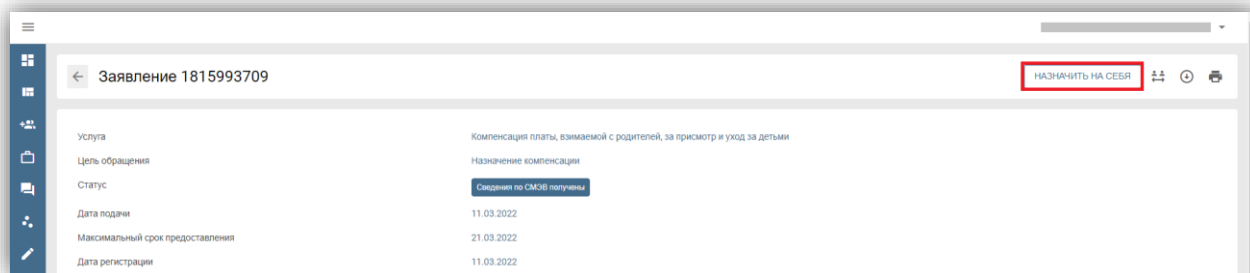 Заявление 1815993709
НАЗНАЧИТЬ НА СЕБЯ
Услуга
Компенсация платы, взимаемой с родителей, за присмотр и уход за детьми
Цель обращения
Назначение компенсации
Статус
Сведения по СМЭВ получены
Дата подачи
11.03.2022
Максимальный срок предоставления
21.03.2022
Дата регистрации
11.03.2022